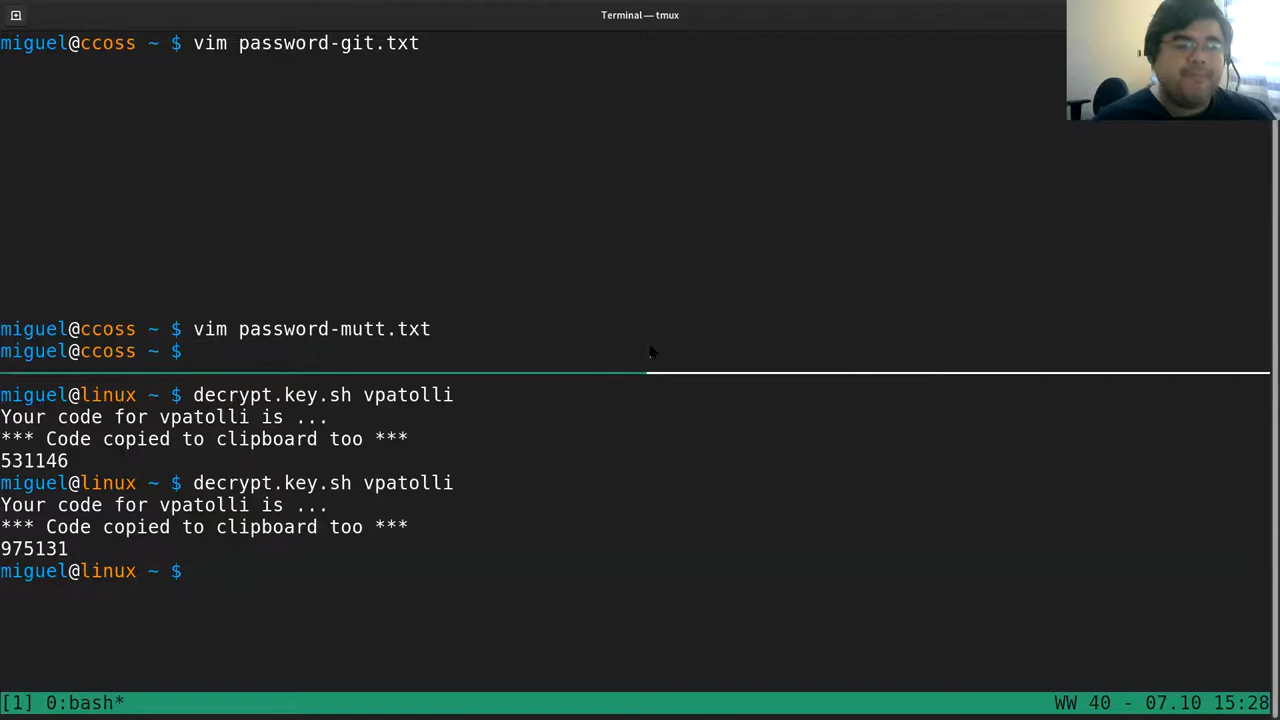 Terminal — tmux
miguel@ccoss ~ $ vim password-git.txt
miguel@ccoss ~ $ vim password-mutt.txt
miguel@ccoss ~ $
miguel@linux ~ $ decrypt.key.sh vpatolli
Your code for vpatolli is ...
*** Code copied to clipboard too ***
531146
miguel@linux ~ $ decrypt.key.sh vpatolli
Your code for vpatolli is ...
*** Code copied to clipboard too ***
975131
miguel@linux ~ $
[1] 0:bash* WW 40 - 07.10 15:28